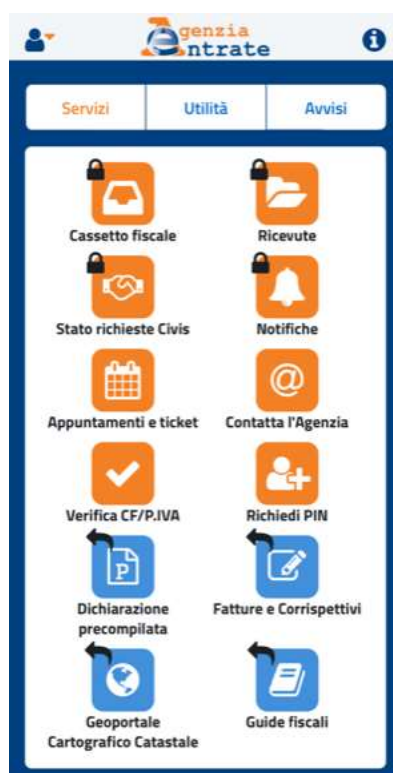 genzia
ntrate
Servizi Utilità Avvisi
Cassetto fiscale Ricevute
Stato richieste Civis Notifiche
@
Appuntamenti e ticket Contatta l'Agenzia
Verifica CF/P.IVA Richiedi PIN
P
Dichiarazione Fatture e Corrispettivi
precompilata
Geoportale Guide fiscali
Cartografico Catastale